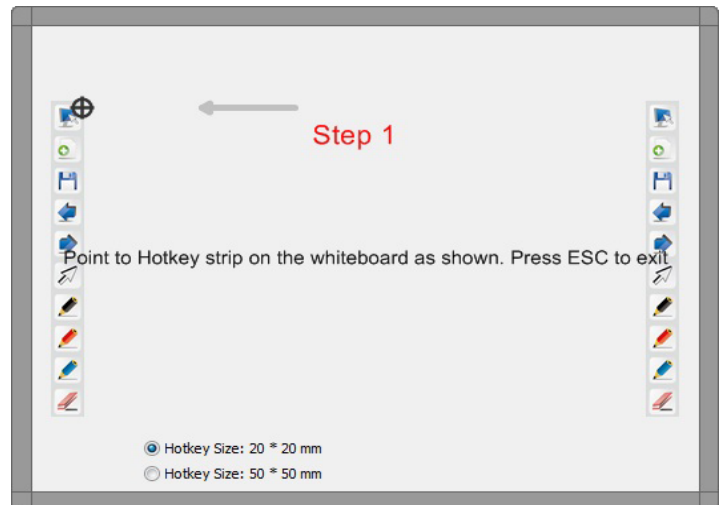 Step 1
Point to Hotkey strip on the whiteboard as shown. Press ESC to exit
Hotkey Size: 20 * 20 mm
Hotkey Size: 50 * 50 mm